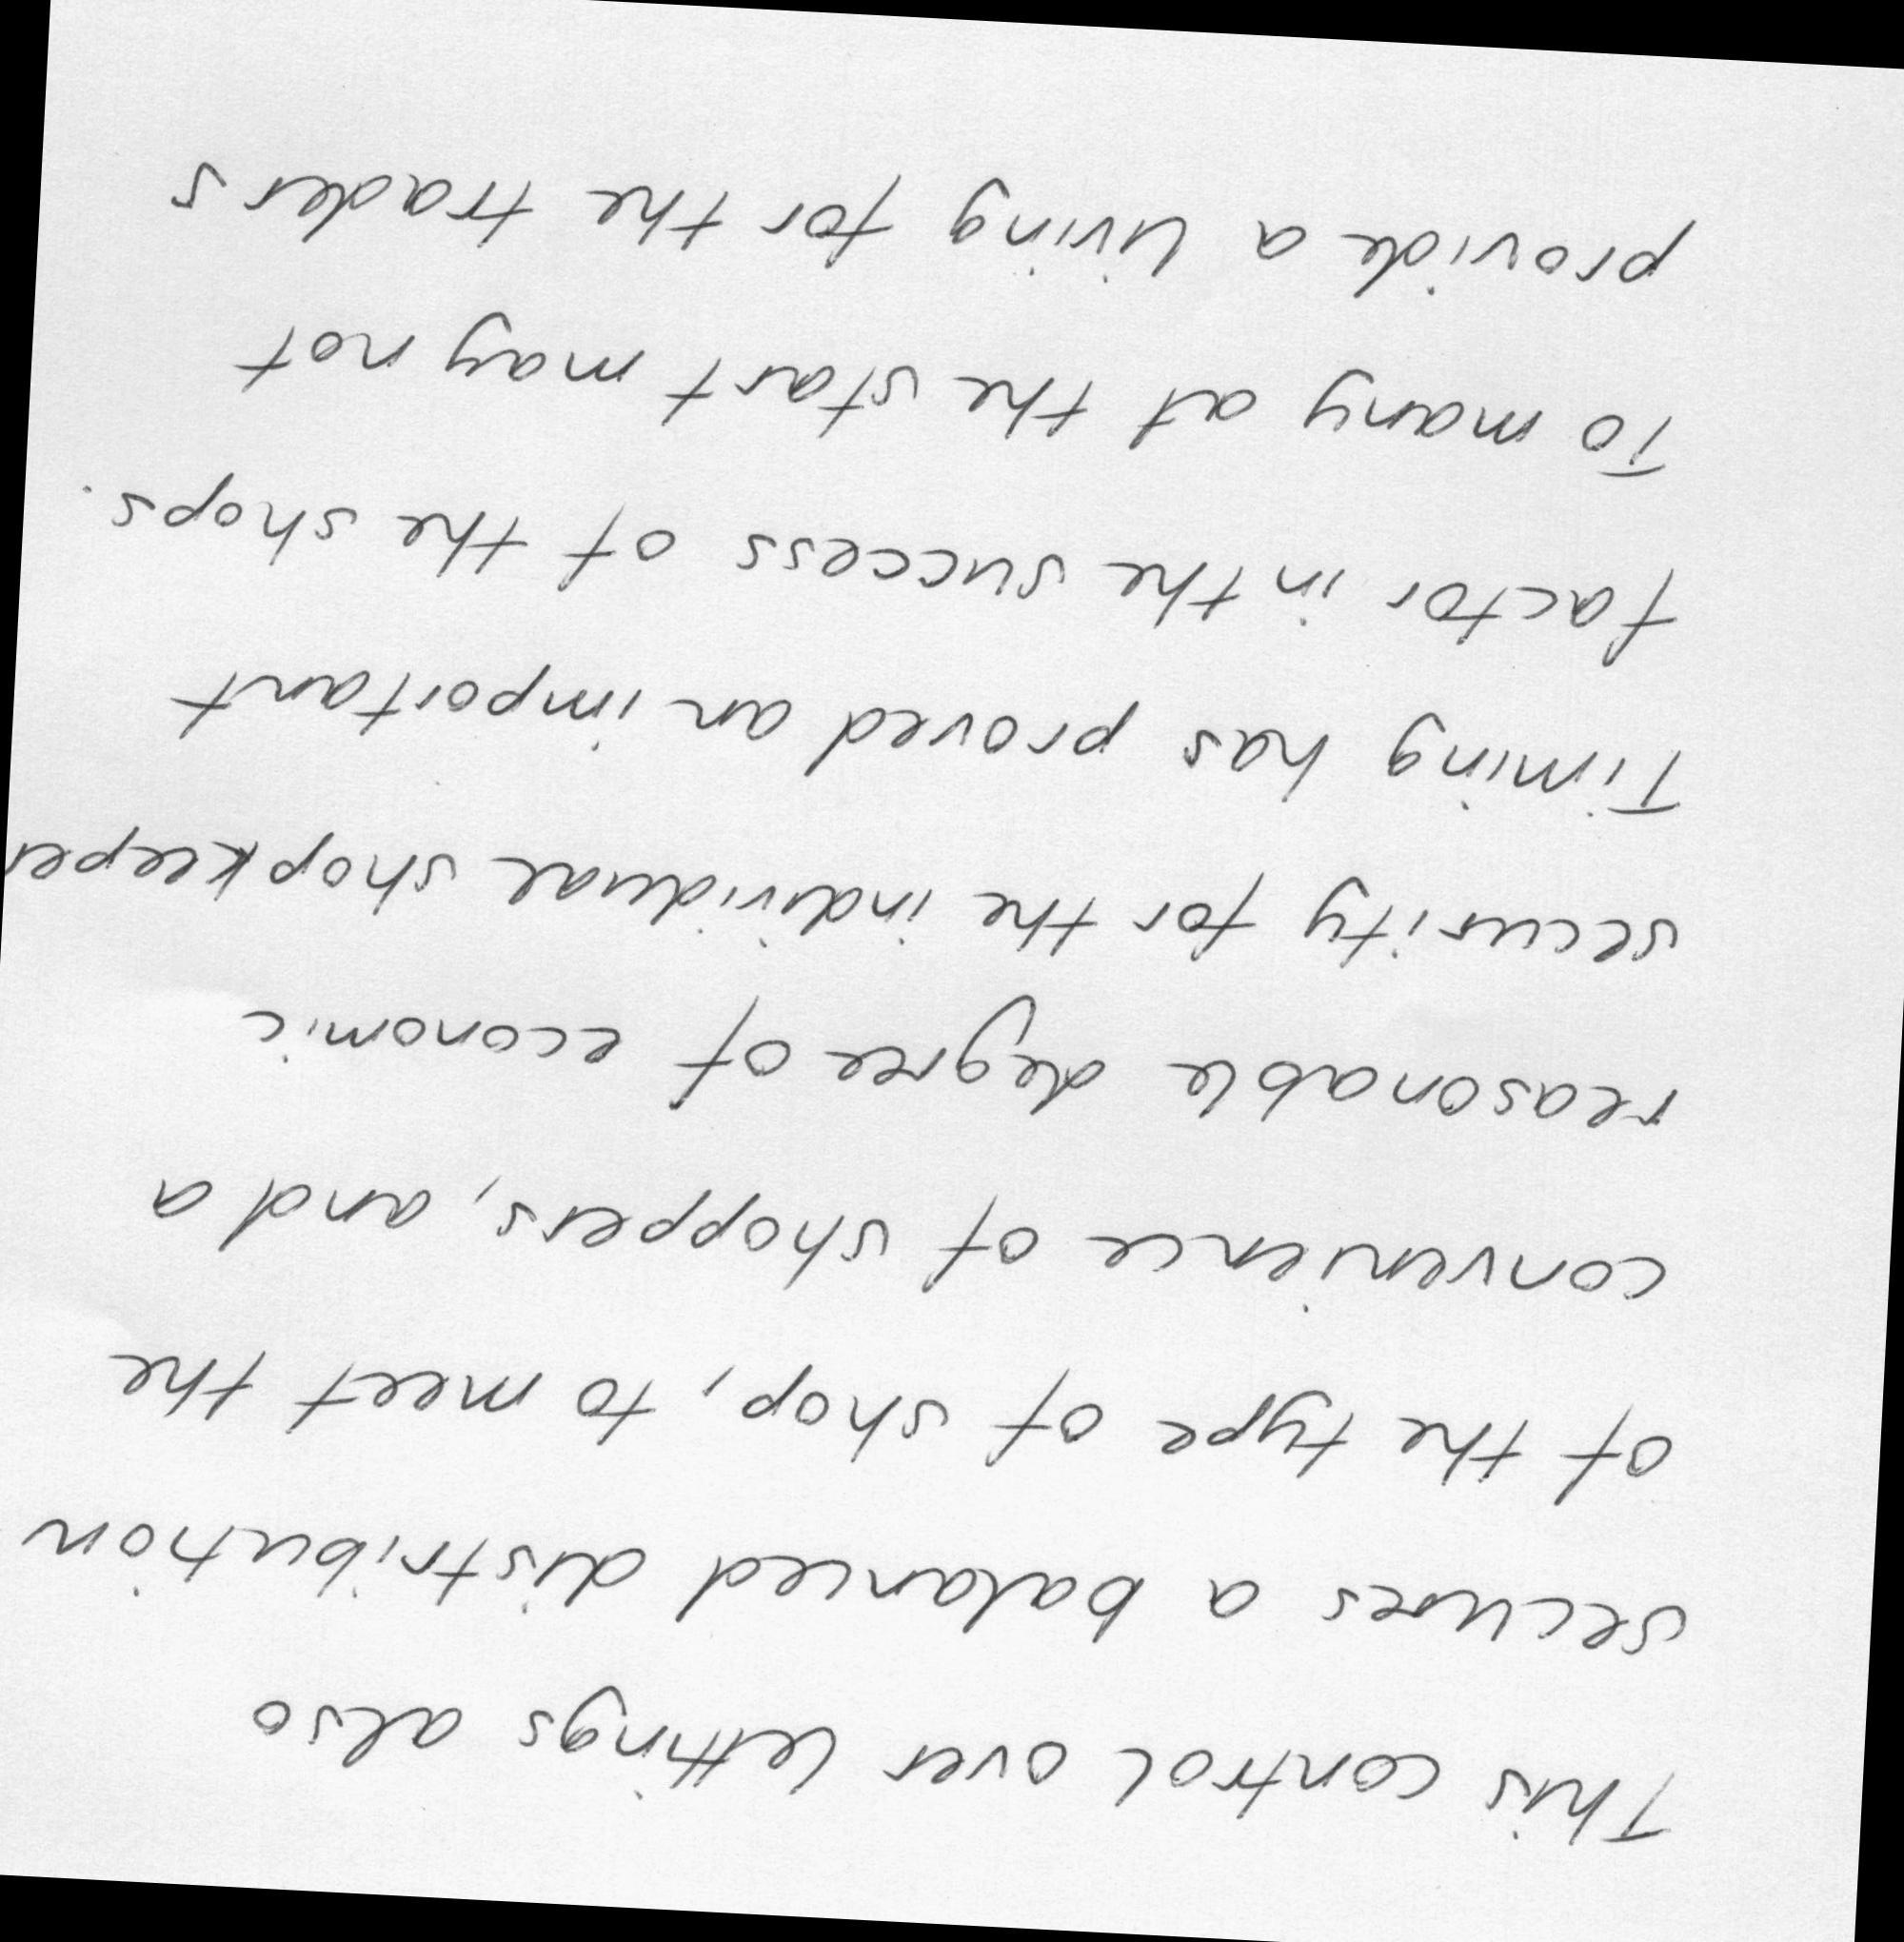 This control over lettings also
secures a balanced distribution
of the type of shop, to meet the
convenience of shoppers, and a
reasonable degree of economic
security for the individual shopkeeper
Timing has proved an important
factor in the success of the shops.
To many at the start may not
provide a living for the traders